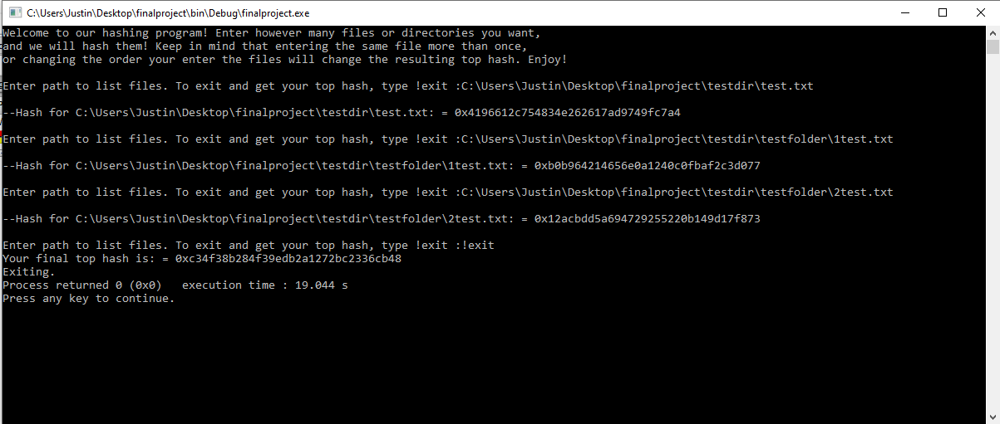 C:\Users\Justin\Desktop\finalproject\bin\Debug\finalproject.exe
Welcome to our hashing program! Enter however many files or directories you want,
and we will hash them! Keep in mind that entering the same file more than once,
or changing the order your enter the files will change the resulting top hash. Enjoy!
Enter path to list files. To exit and get your top hash, type !exit :C:\Users\Justin\Desktop\finalproject\testdir\test.txt
--Hash for C:\Users\Justin\Desktop\finalproject\testdir\test.txt: = 0x4196612c754834e262617ad9749fc7a4
Enter path to list files. To exit and get your top hash, type !exit :C:\Users\Justin\Desktop\finalproject\testdir\testfolder\1test.txt
--Hash for C:\Users\Justin\Desktop\finalproject\testdir\testfolder\1test.txt: = 0xb0b964214656e0a1240c0fbaf2c3d077
Enter path to list files. To exit and get your top hash, type !exit :C:\Users\Justin\Desktop\finalproject\testdir\testfolder\2test.txt
--Hash for C:\Users\Justin\Desktop\finalproject\testdir\testfolder\2test.txt: = 0x12acbdd5a694729255220b149d17f873
Enter path to list files. To exit and get your top hash, type !exit :!exit
Your final top hash is: = 0xc34f38b284f39edb2a1272bc2336cb48
Exiting.
Process returned 0 (0x0)   execution time : 19.044 s
Press any key to continue.